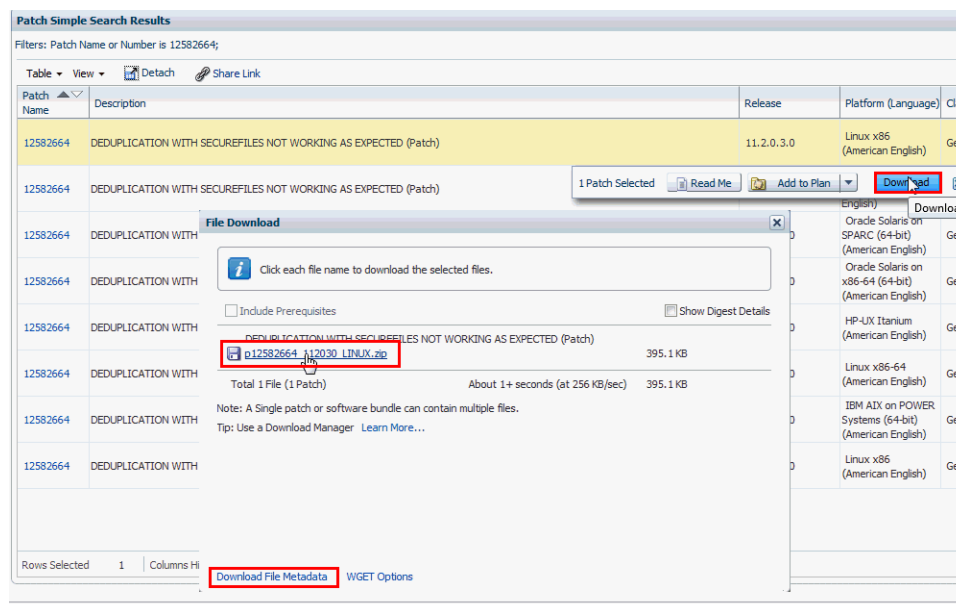 Patch Simple Search Results
Filters: Patch Name or Number is 12582664;
Table View Detach Share Link
Patch Name Description Release Platform (Language)
12582664 DEDUPLICATION WITH SECUREFILES NOT WORKING AS EXPECTED (Patch) 11.2.0.3.0 Linux x86
(American English)
12582664 DEDUPLICATION WITH SECUREFILES NOT WORKING AS EXPECTED (Patch)
1 Patch Selected Read Me Add to Plan Download
English)
File Download
Click each file name to download the selected files.
Include Prerequisites Show Digest Details
DEDUPLICATION WITH SECUREFILES NOT WORKING AS EXPECTED (Patch)
p12582664_112030_LINUX.zip 395.1 KB
Total 1 File (1 Patch) About 1+ seconds (at 256 KB/sec) 395.1 KB
Note: A Single patch or software bundle can contain multiple files.
Tip: Use a Download Manager Learn More...
Download File Metadata WGET Options
12582664 DEDUPLICATION WITH Oracle Solaris on
SPARC (64-bit)
(American English)
12582664 DEDUPLICATION WITH Oracle Solaris on
x86-64 (64-bit)
(American English)
12582664 DEDUPLICATION WITH HP-UX Itanium
(American English)
12582664 DEDUPLICATION WITH Linux x86-64
(American English)
12582664 DEDUPLICATION WITH IBM AIX on POWER
Systems (64-bit)
(American English)
12582664 DEDUPLICATION WITH Linux x86
(American English)
Rows Selected 1 Columns